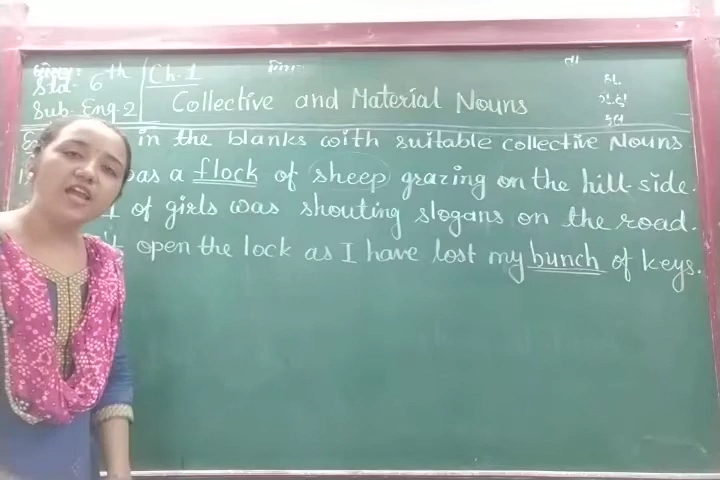 Std- 6th Ch.1
Sub- Eng-2 Collective and Material Nouns
in the blanks with suitable collective Nouns
was a flock of sheep grazing on the hill-side.
of girls was shouting slogans on the road.
open the lock as I have lost my bunch of keys.